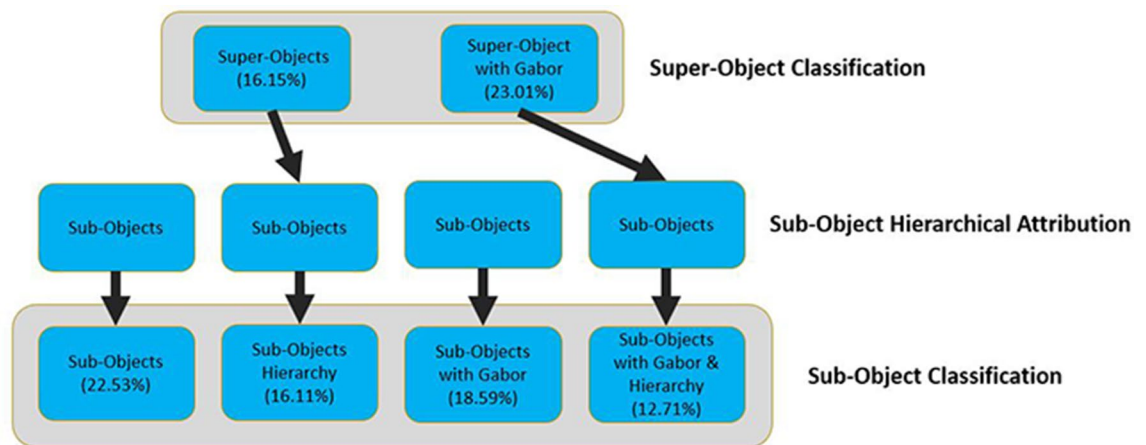 Super-Objects
(16.15%)
Super-Object
with Gabor
(23.01%)
Super-Object Classification
Sub-Objects
Sub-Objects
Sub-Objects
Sub-Objects
Sub-Object Hierarchical Attribution
Sub-Objects
(22.53%)
Sub-Objects
Hierarchy
(16.11%)
Sub-Objects
with Gabor
(18.59%)
Sub-Objects
with Gabor &
Hierarchy
(12.71%)
Sub-Object Classification